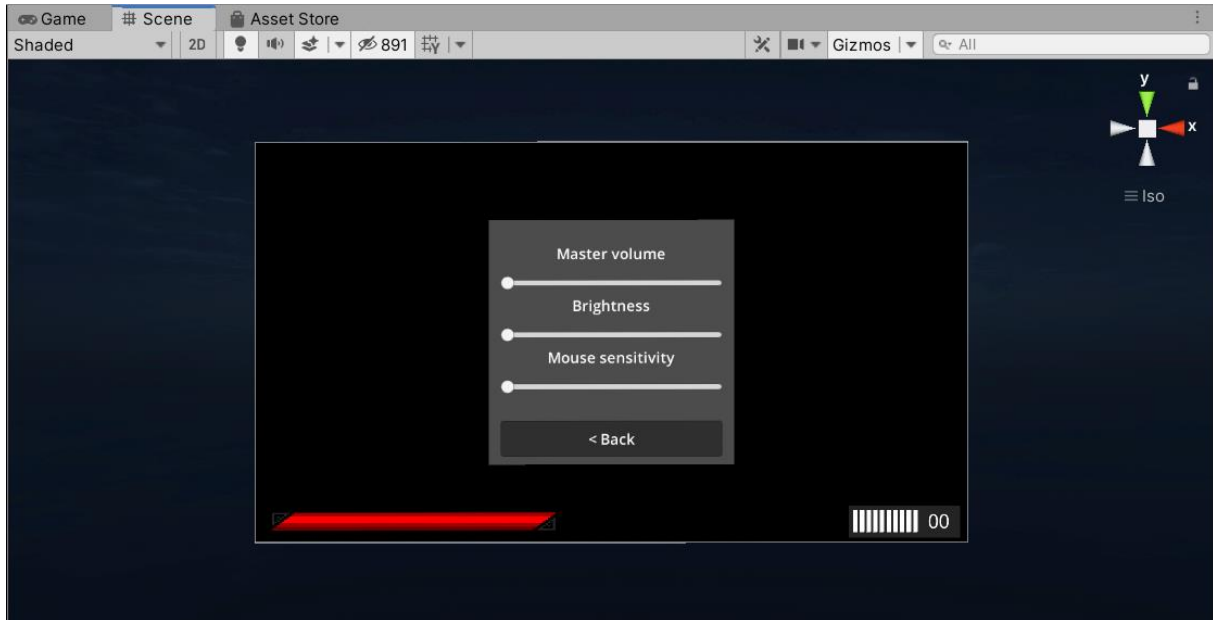 Game Scene Asset Store
Shaded 2D 891 Gizmos All
y
x
Iso
Master volume
Brightness
Mouse sensitivity
< Back
00